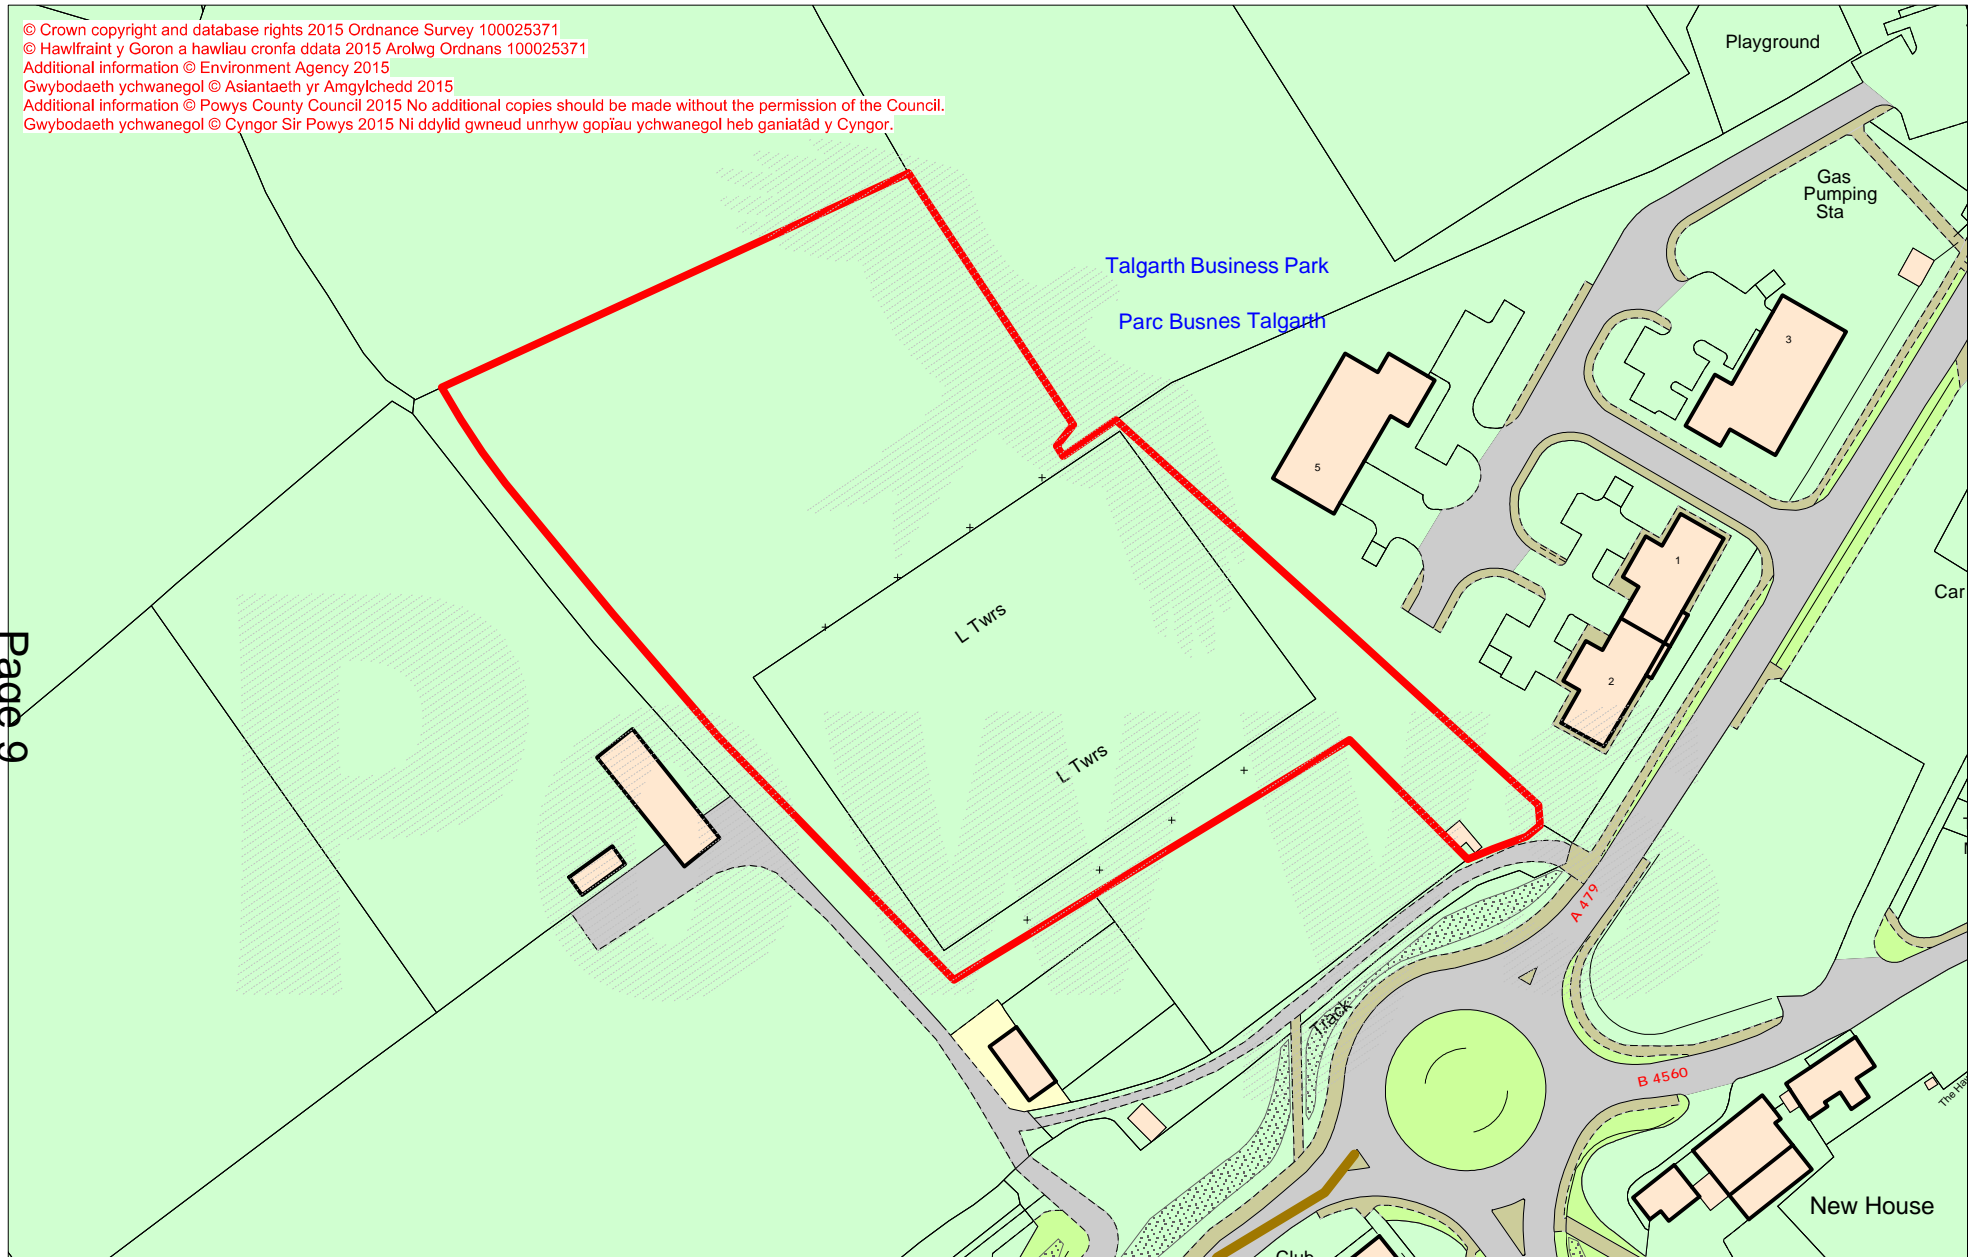 © Crown copyright and database rights 2015 Ordnance Survey 100025371
© Hawlfraint y Goron a hawliau cronfa ddata 2015 Arolwg Ordnans 100025371
Additional information © Environment Agency 2015
Gwybodaeth ychwanegol © Asiantaeth yr Amgylchedd 2015
Additional information © Powys County Council 2015 No additional copies should be made without the permission of the Council.
Gwybodaeth ychwanegol © Cyngor Sir Powys 2015 Ni ddylid gwneud unrhyw gopïau ychwanegol heb ganiatâd y Cyngor.
Playground
Gas
Pumping
Sta
Talgarth Business Park
Parc Busnes Talgarth
3
5
1
Car
L Twrs
Page 9
2
L Twrs
A 479
Track
B 4560
The
New House
Club
Powys